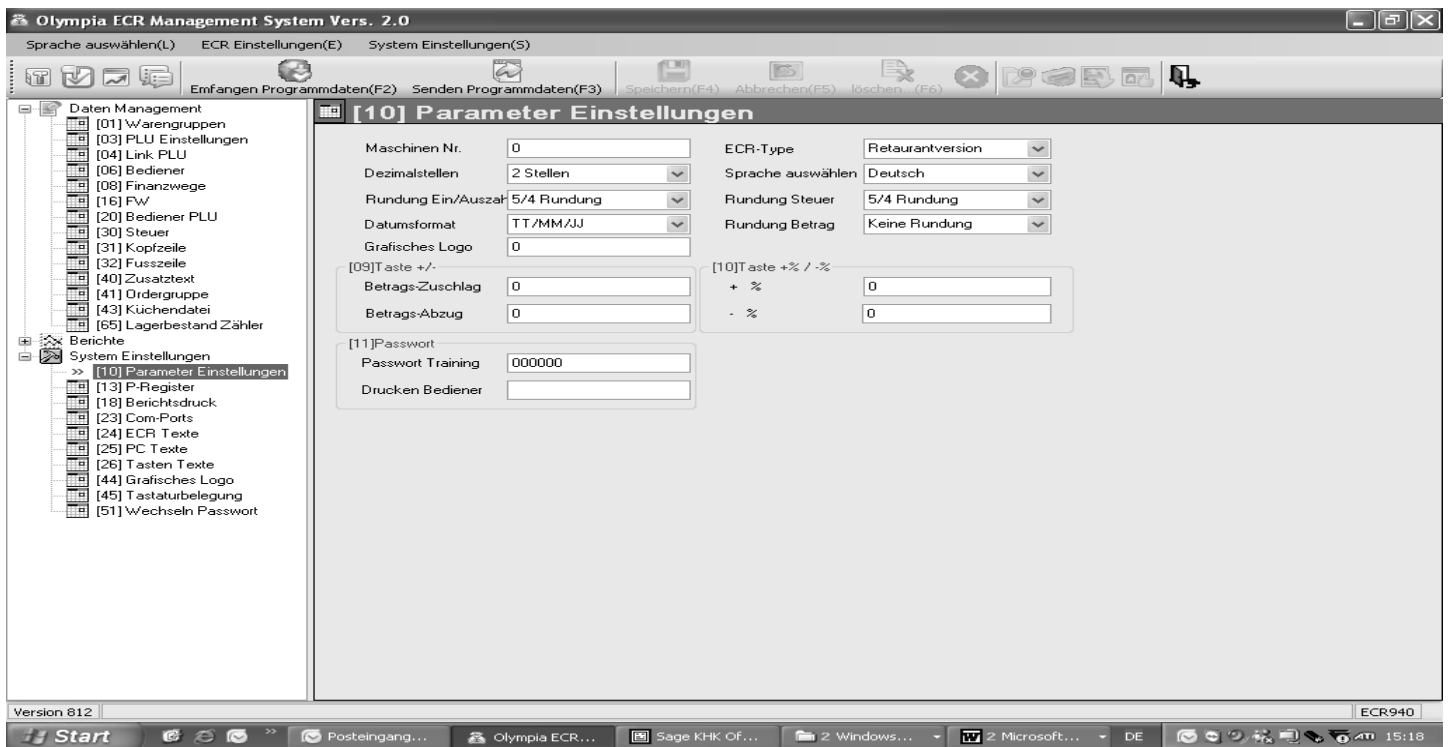 Olympia ECR Management System Vers. 2.0
Sprache auswählen(L) ECR Einstellungen(E) System Einstellungen(S)
Emfangen Programmdaten(F2) Senden Programmdaten(F3) Speichern(F4) Abbrechen(F5) löschen...(F6)
Daten Management
[01] Warengruppen
[03] PLU Einstellungen
[04] Link PLU
[06] Bediener
[08] Finanzwege
[16] FW
[20] Bediener PLU
[30] Steuer
[31] Kopfzeile
[32] Fusszeile
[40] Zusatztext
[41] Ordergruppe
[43] Küchendatei
[65] Lagerbestand Zähler
Berichte
System Einstellungen
>> [10] Parameter Einstellungen
[13] P-Register
[18] Berichtsdruck
[23] Com-Ports
[24] ECR Texte
[25] PC Texte
[26] Tasten Texte
[44] Grafisches Logo
[45] Tastaturbelegung
[51] Wechseln Passwort
[10] Parameter Einstellungen
Maschinen Nr. 0 ECR-Type Retaurantversion
Dezimalstellen 2 Stellen Sprache auswählen Deutsch
Rundung Ein/Auszah 5/4 Rundung Rundung Steuer 5/4 Rundung
Datumsformat TT/MM/JJ Rundung Betrag Keine Rundung
Grafisches Logo 0
[09]Taste +/- [10]Taste +% / -%
Betrags-Zuschlag 0 + % 0
Betrags-Abzug 0 - % 0
[11]Passwort
Passwort Training 000000
Drucken Bediener
Version 812 ECR940
Start Posteingang... Olympia ECR... Sage KHK Of... 2 Windows... 2 Microsoft... DE ATI 15:18